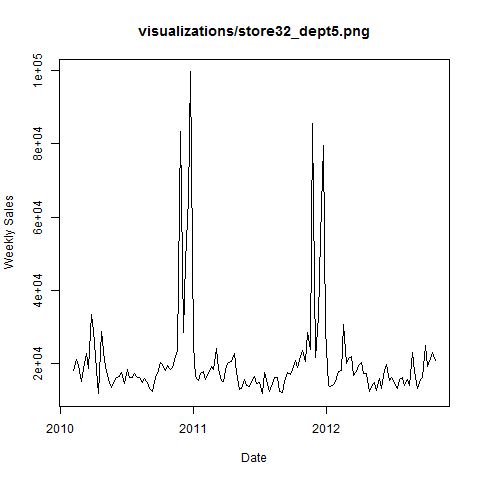 visualizations/store32_dept5.png
Weekly Sales
1e+05
8e+04
6e+04
4e+04
2e+04
2010
2011
2012
Date